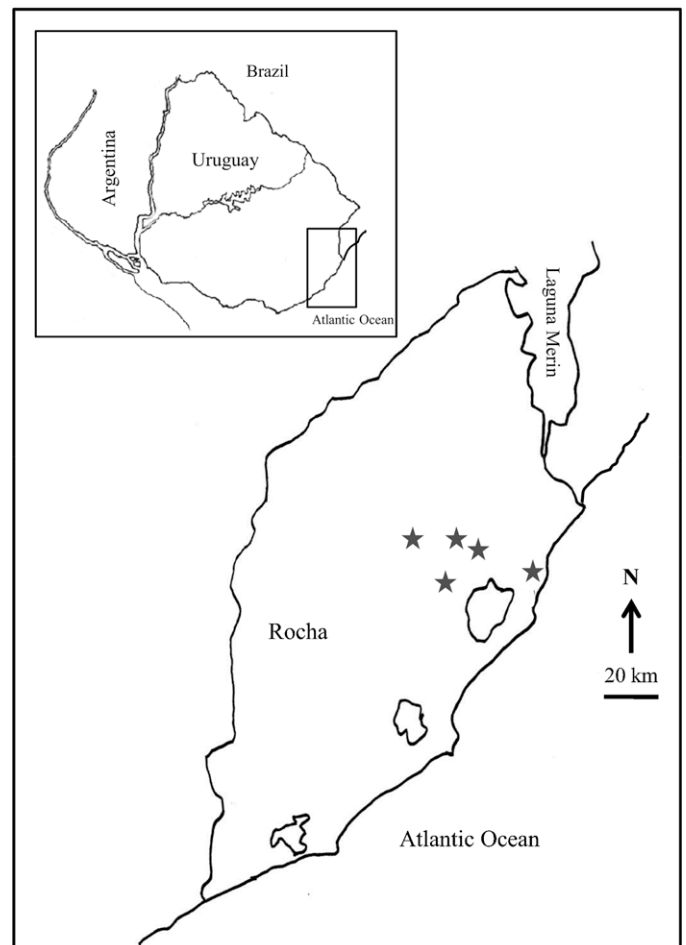 Brazil
Argentina
Uruguay
Atlantic Ocean
Laguna Merin
N
Rocha
20 km
Atlantic Ocean